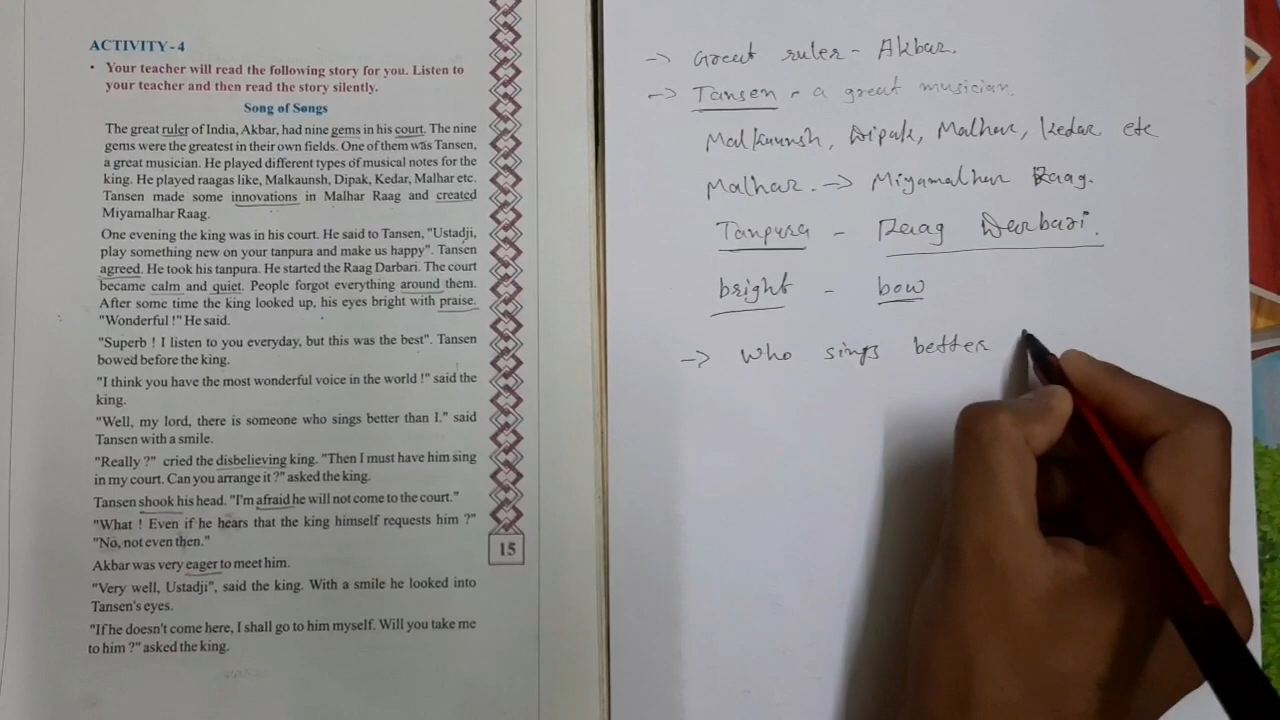 ACTIVITY - 4
• Your teacher will read the following story for you. Listen to
your teacher and then read the story silently.
Song of Songs
The great ruler of India, Akbar, had nine gems in his court. The nine
gems were the greatest in their own fields. One of them was Tansen,
a great musician. He played different types of musical notes for the
king. He played raagas like, Malkaunsh, Dipak, Kedar, Malhar etc.
Tansen made some innovations in Malhar Raag and created
Miyamalhar Raag.
One evening the king was in his court. He said to Tansen, "Ustadji,
play something new on your tanpura and make us happy". Tansen
agreed. He took his tanpura. He started the Raag Darbari. The court
became calm and quiet. People forgot everything around them.
After some time the king looked up, his eyes bright with praise.
"Wonderful !" He said.
"Superb ! I listen to you everyday, but this was the best". Tansen
bowed before the king.
"I think you have the most wonderful voice in the world !" said the
king.
"Well, my lord, there is someone who sings better than I." said
Tansen with a smile.
"Really ?" cried the disbelieving king. "Then I must have him sing
in my court. Can you arrange it ?" asked the king.
Tansen shook his head. "I'm afraid he will not come to the court."
"What ! Even if he hears that the king himself requests him ?"
"No, not even then."
Akbar was very eager to meet him.
"Very well, Ustadji", said the king. With a smile he looked into
Tansen's eyes.
"If he doesn't come here, I shall go to him myself. Will you take me
to him ?" asked the king.
15
-> Great ruler - Akbar.
-> Tansen - a great musician.
Malkaunsh, Dipak, Malhar, Kedar etc
Malhar. -> Miyamalhar Raag.
Tanpura - Raag Darbari.
bright - bow
-> Who sings better